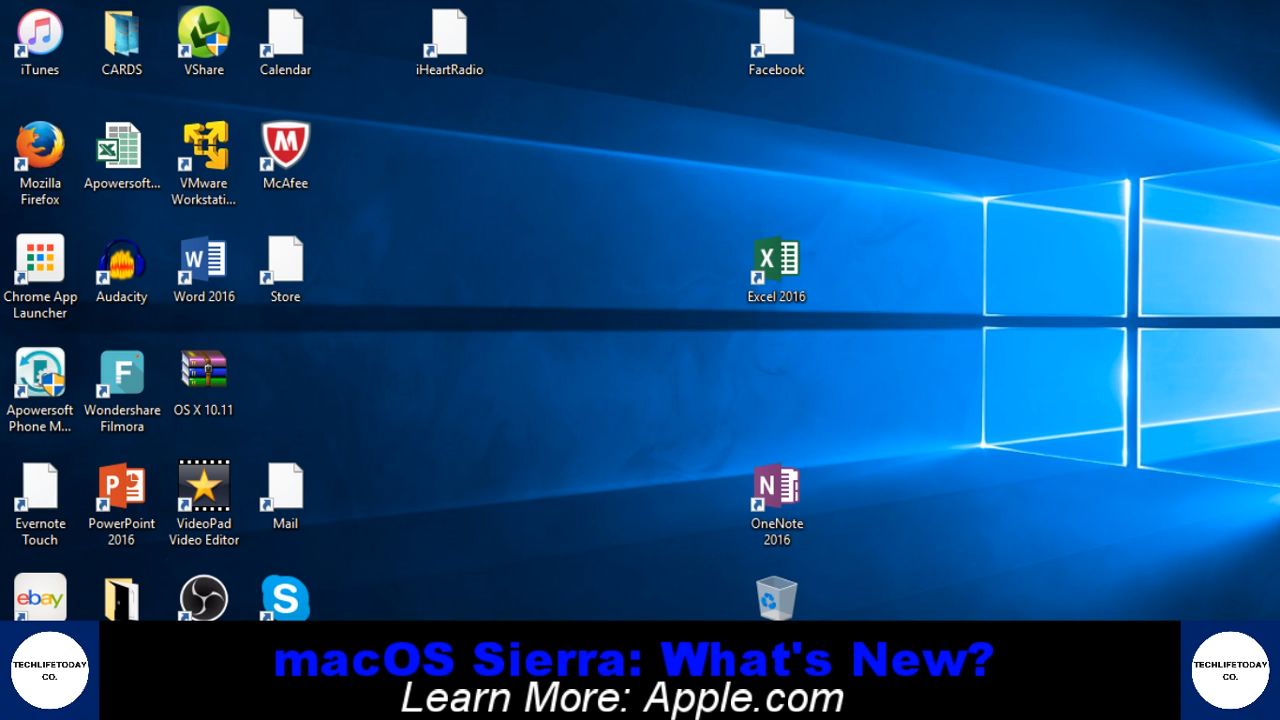 iTunes
CARDS
VShare
Calendar
iHeartRadio
Facebook
Mozilla
Firefox
Apowersoft...
VMware
Workstati...
M
McAfee
Chrome App
Launcher
Audacity
W
Word 2016
Store
X
Excel 2016
Apowersoft
Phone M...
F
Wondershare
Filmora
OS X 10.11
Evernote
Touch
P
PowerPoint
2016
VideoPad
Video Editor
Mail
N
OneNote
2016
ebay
S
TECHLIFETODAY
CO.
macOS Sierra: What's New?
Learn More: Apple.com
TECHLIFETODAY
CO.